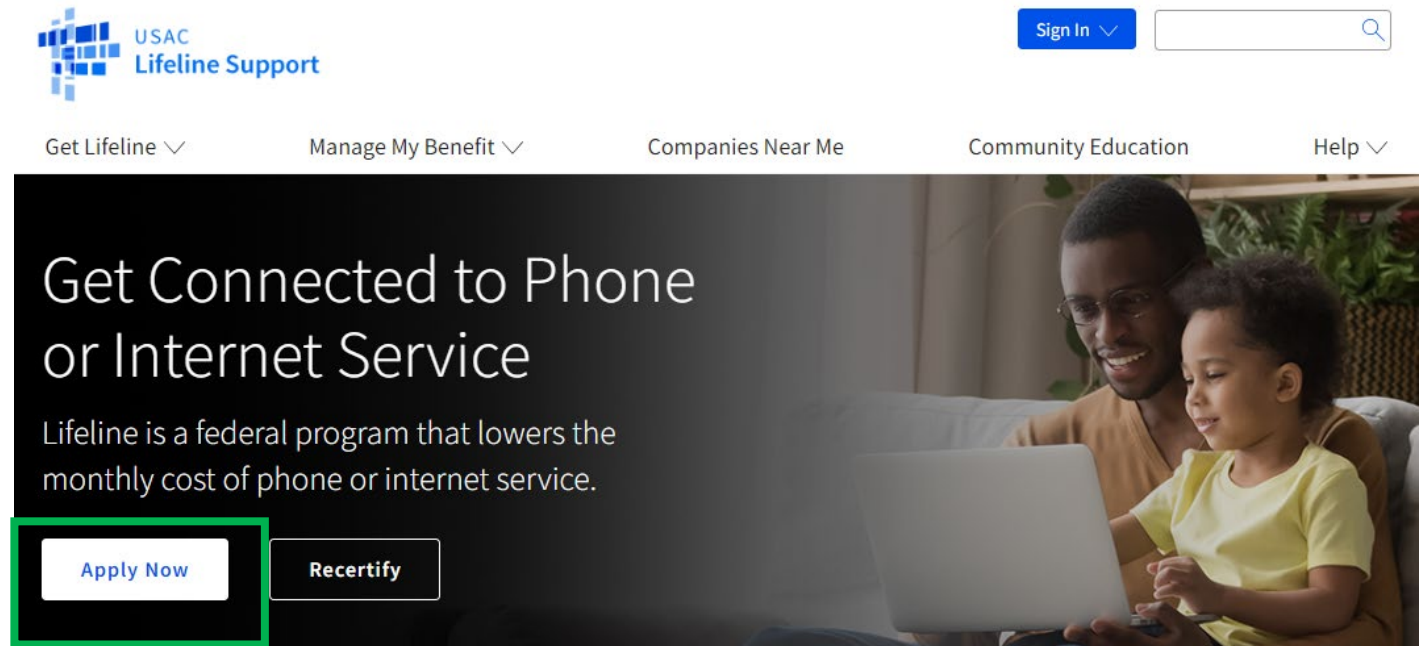 USAC
Lifeline Support
Sign In
Get Lifeline
Manage My Benefit
Companies Near Me
Community Education
Help
Get Connected to Phone
or Internet Service
Lifeline is a federal program that lowers the
monthly cost of phone or internet service.
Apply Now
Recertify